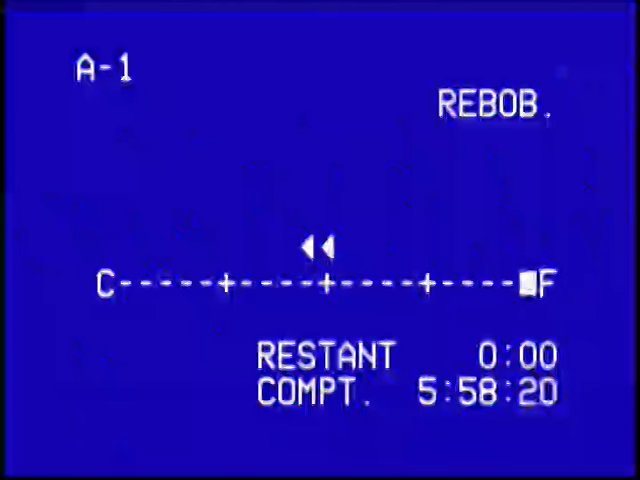 A-1
REBOB.
◀◀
C----+----+----+----■F
RESTANT 0:00
COMPT. 5:58:20